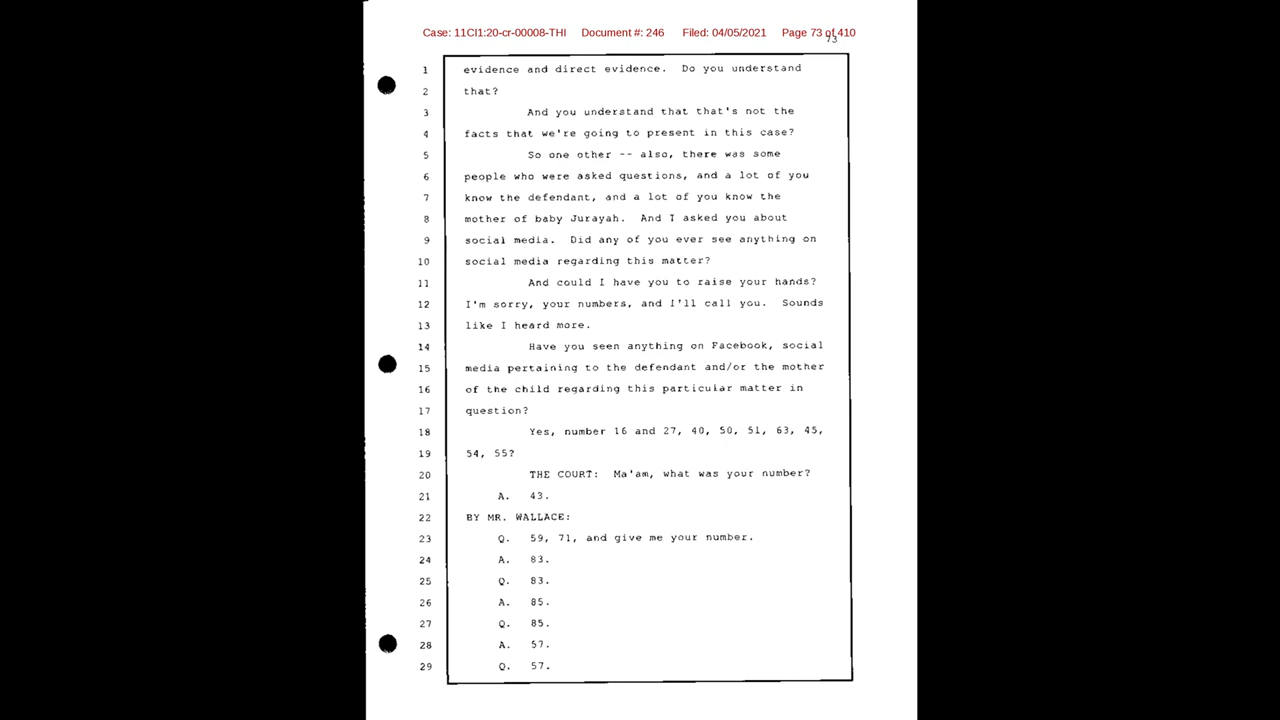 Case: 11CI1:20-cr-00008-THI Document #: 246 Filed: 04/05/2021 Page 73 of 410
73
1 evidence and direct evidence. Do you understand
2 that?
3 And you understand that that's not the
4 facts that we're going to present in this case?
5 So one other -- also, there was some
6 people who were asked questions, and a lot of you
7 know the defendant, and a lot of you know the
8 mother of baby Jurayah. And I asked you about
9 social media. Did any of you ever see anything on
10 social media regarding this matter?
11 And could I have you to raise your hands?
12 I'm sorry, your numbers, and I'll call you. Sounds
13 like I heard more.
14 Have you seen anything on Facebook, social
15 media pertaining to the defendant and/or the mother
16 of the child regarding this particular matter in
17 question?
18 Yes, number 16 and 27, 40, 50, 51, 63, 45,
19 54, 55?
20 THE COURT: Ma'am, what was your number?
21 A. 43.
22 BY MR. WALLACE:
23 Q. 59, 71, and give me your number.
24 A. 83.
25 Q. 83.
26 A. 85.
27 Q. 85.
28 A. 57.
29 Q. 57.